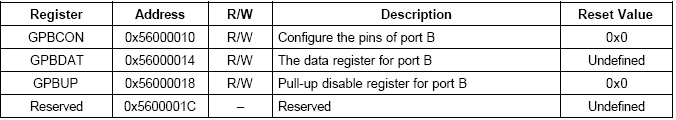 Register Address R/W Description Reset Value
GPBCON 0x56000010 R/W Configure the pins of port B 0x0
GPBDAT 0x56000014 R/W The data register for port B Undefined
GPBUP 0x56000018 R/W Pull-up disable register for port B 0x0
Reserved 0x5600001C – Reserved Undefined